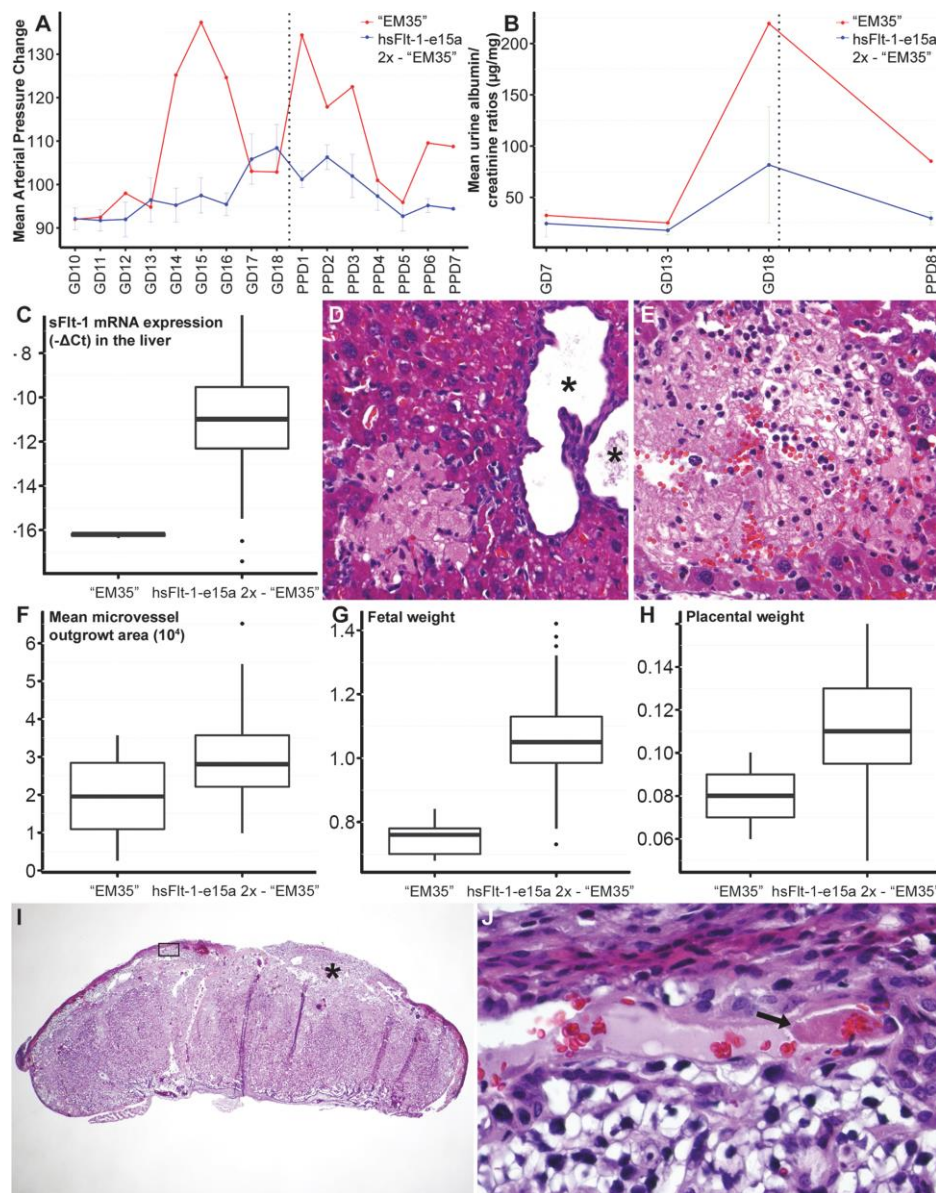 A
Mean Arterial Pressure Change
130
120
110
100
90
"EM35"
hsFlt-1-e15a
2x - "EM35"
GD10
GD11
GD12
GD13
GD14
GD15
GD16
GD17
GD18
PPD1
PPD2
PPD3
PPD4
PPD5
PPD6
PPD7
B
Mean urine albumin/
creatinine ratios (µg/mg)
200
150
100
50
"EM35"
hsFlt-1-e15a
2x - "EM35"
GD7
GD13
GD18
PPD8
C
sFlt-1 mRNA expression
(-ΔCt) in the liver
- 8
-10
-12
-14
-16
"EM35" hsFlt-1-e15a 2x - "EM35"
D
*
*
E
F
Mean microvessel
outgrowt area (10⁴)
6
5
4
3
2
1
0
"EM35" hsFlt-1-e15a 2x - "EM35"
G
Fetal weight
1.4
1.2
1.0
0.8
"EM35" hsFlt-1-e15a 2x - "EM35"
H
Placental weight
0.14
0.12
0.10
0.08
0.06
"EM35" hsFlt-1-e15a 2x - "EM35"
I
*
J